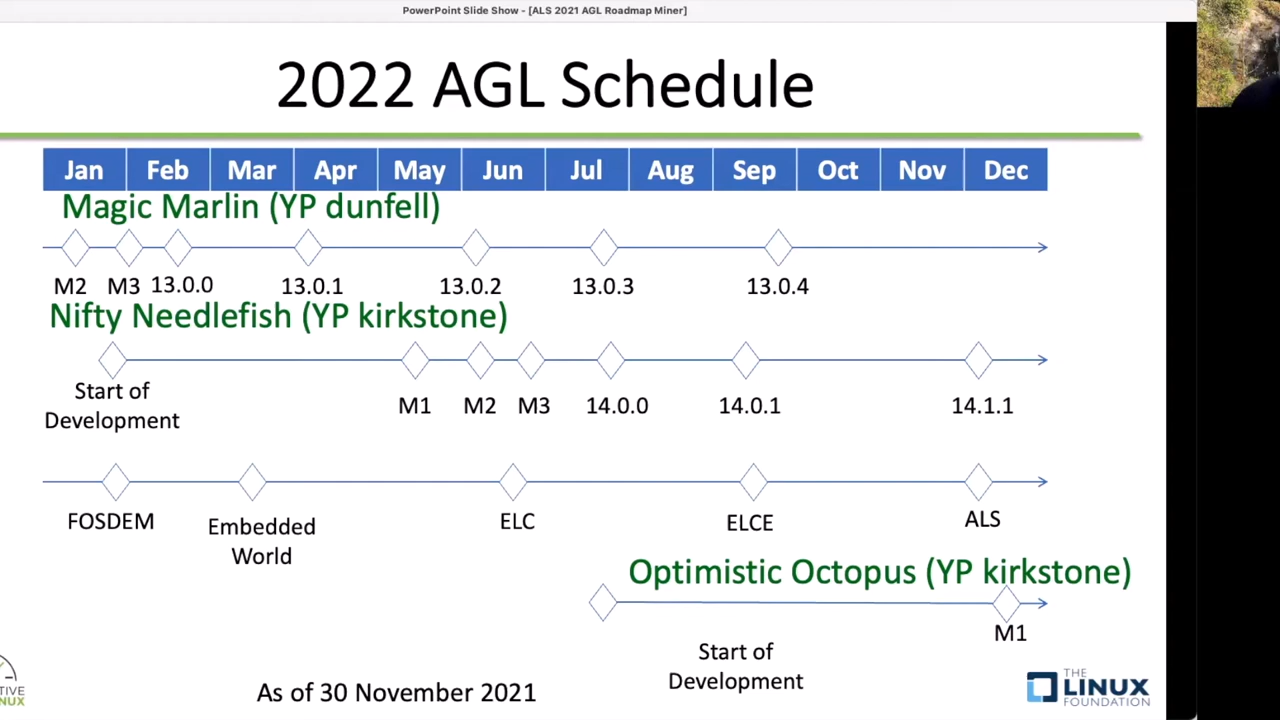 PowerPoint Slide Show - [ALS 2021 AGL Roadmap Miner]
2022 AGL Schedule
Jan Feb Mar Apr May Jun Jul Aug Sep Oct Nov Dec
Magic Marlin (YP dunfell)
M2 M3 13.0.0 13.0.1 13.0.2 13.0.3 13.0.4
Nifty Needlefish (YP kirkstone)
Start of
Development
M1 M2 M3 14.0.0 14.0.1 14.1.1
FOSDEM
Embedded
World
ELC
ELCE
ALS
Optimistic Octopus (YP kirkstone)
M1
Start of
Development
As of 30 November 2021
THE
LINUX
FOUNDATION